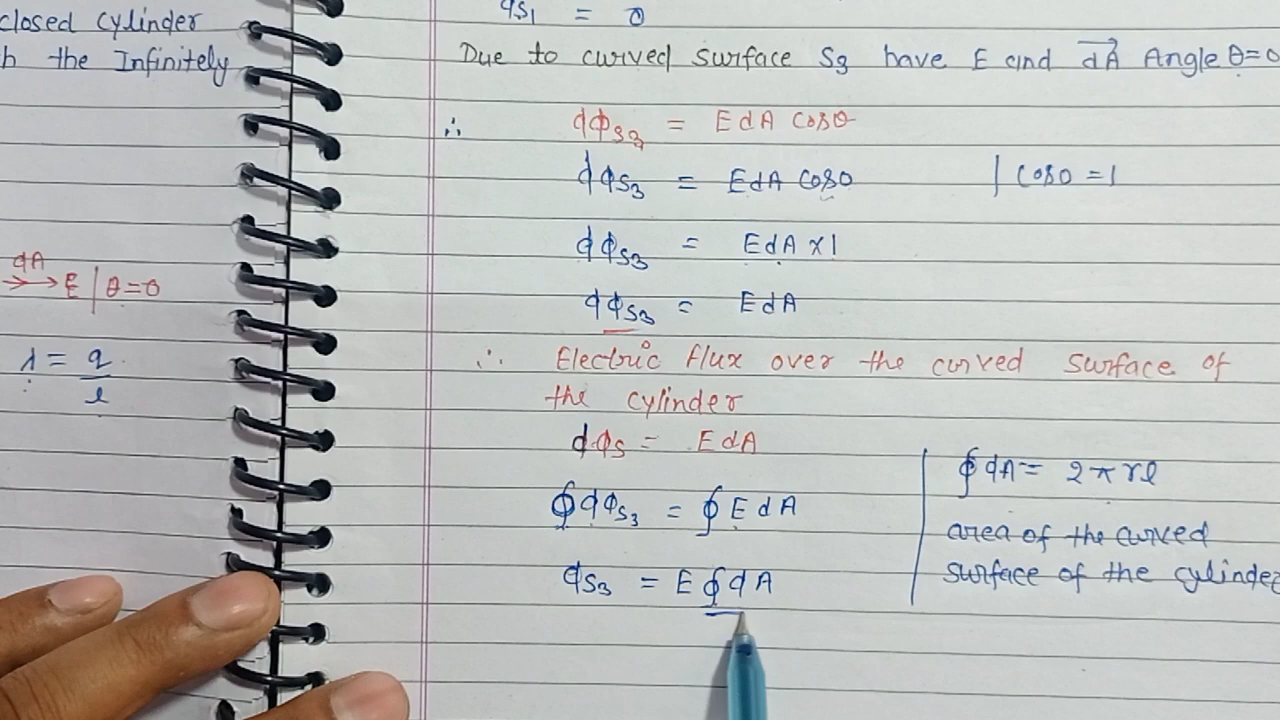 closed cylinder
h the Infinitely
dA
→→ E | θ=0
λ = q
l
φS1 = 0
Due to curved surface S3 have E and dA Angle θ=0
∴ dφS3 = E dA cosθ
dφS3 = EdA cos0 | cos0 = 1
dφS3 = EdA × 1
dφS3 = EdA
∴ Electric flux over the curved surface of
the cylinder
dφS = EdA
∮dφS3 = ∮ E dA
φS3 = E ∮ dA
∮ dA = 2πrl
area of the curved
surface of the cylinder